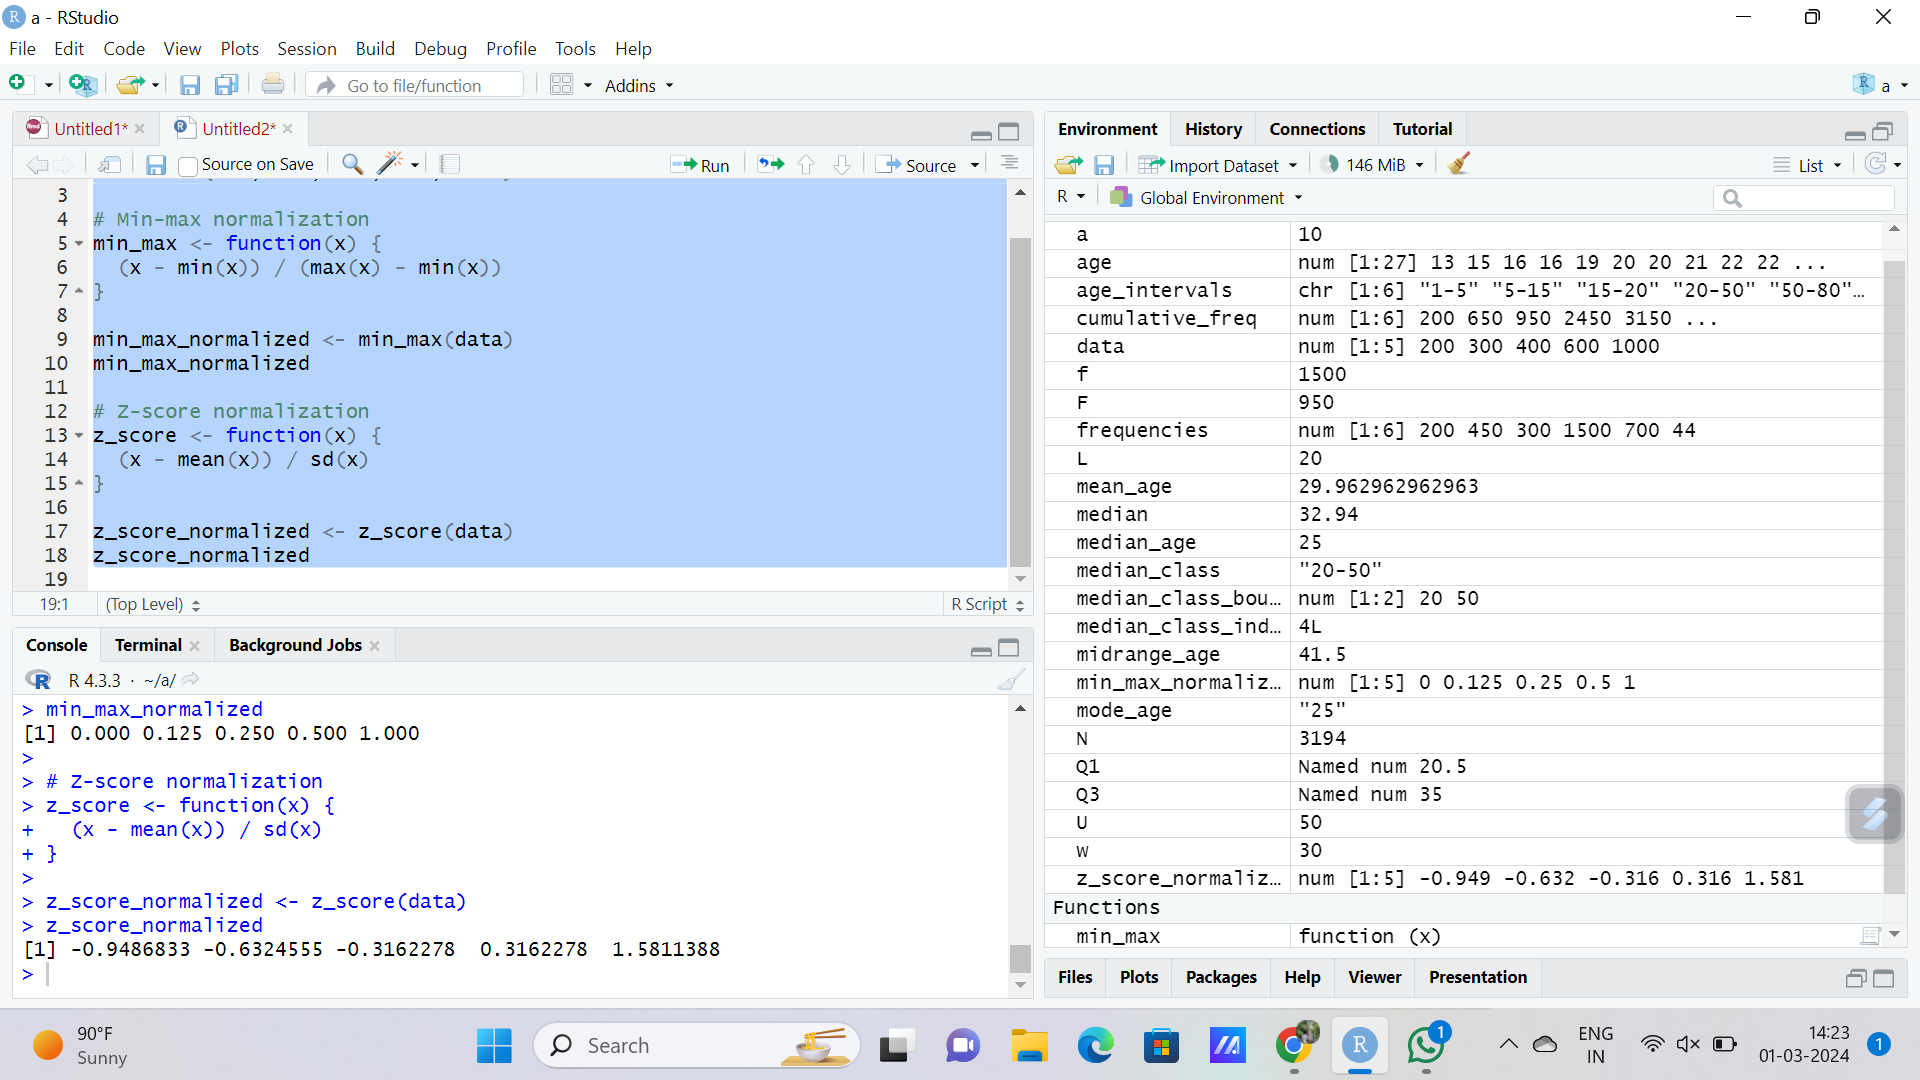 a - RStudio
File Edit Code View Plots Session Build Debug Profile Tools Help
Go to file/function
Addins
a
Untitled1*
Untitled2*
Source on Save
Run
Source
3
4 # Min-max normalization
5 min_max <- function(x) {
6   (x - min(x)) / (max(x) - min(x))
7 }
8
9 min_max_normalized <- min_max(data)
10 min_max_normalized
11
12 # Z-score normalization
13 z_score <- function(x) {
14   (x - mean(x)) / sd(x)
15 }
16
17 z_score_normalized <- z_score(data)
18 z_score_normalized
19
19:1 (Top Level) R Script
Console Terminal Background Jobs
R 4.3.3 · ~/a/
> min_max_normalized
[1] 0.000 0.125 0.250 0.500 1.000
>
> # Z-score normalization
> z_score <- function(x) {
+   (x - mean(x)) / sd(x)
+ }
>
> z_score_normalized <- z_score(data)
> z_score_normalized
[1] -0.9486833 -0.6324555 -0.3162278  0.3162278  1.5811388
>
Environment History Connections Tutorial
Import Dataset 146 MiB List
R Global Environment
a 10
age num [1:27] 13 15 16 16 19 20 20 21 22 22 ...
age_intervals chr [1:6] "1-5" "5-15" "15-20" "20-50" "50-80"…
cumulative_freq num [1:6] 200 650 950 2450 3150 ...
data num [1:5] 200 300 400 600 1000
f 1500
F 950
frequencies num [1:6] 200 450 300 1500 700 44
L 20
mean_age 29.962962962963
median 32.94
median_age 25
median_class "20-50"
median_class_bou… num [1:2] 20 50
median_class_ind… 4L
midrange_age 41.5
min_max_normaliz… num [1:5] 0 0.125 0.25 0.5 1
mode_age "25"
N 3194
Q1 Named num 20.5
Q3 Named num 35
U 50
w 30
z_score_normaliz… num [1:5] -0.949 -0.632 -0.316 0.316 1.581
Functions
min_max function (x)
Files Plots Packages Help Viewer Presentation
90°F
Sunny
Search
1
ENG
IN
14:23
01-03-2024
1